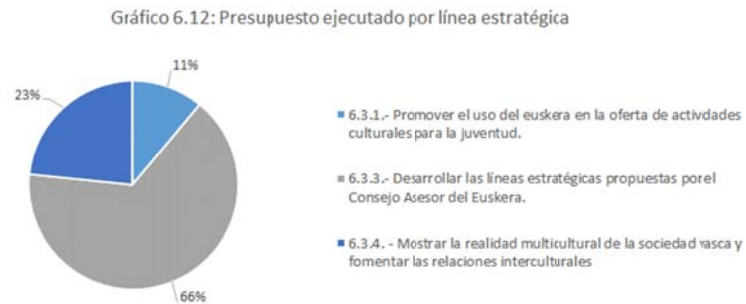 Gráfico 6.12: Presupuesto ejecutado por línea estratégica
11%
23%
6.3.1.- Promover el uso del euskera en la oferta de activdades
culturales para la juventud.
6.3.3.- Desarrollar las líneas estratégicas propuestas por el
Consejo Asesor del Euskera.
6.3.4. - Mostrar la realidad multicultural de la sociedad vasca y
fomentar las relaciones interculturales
66%